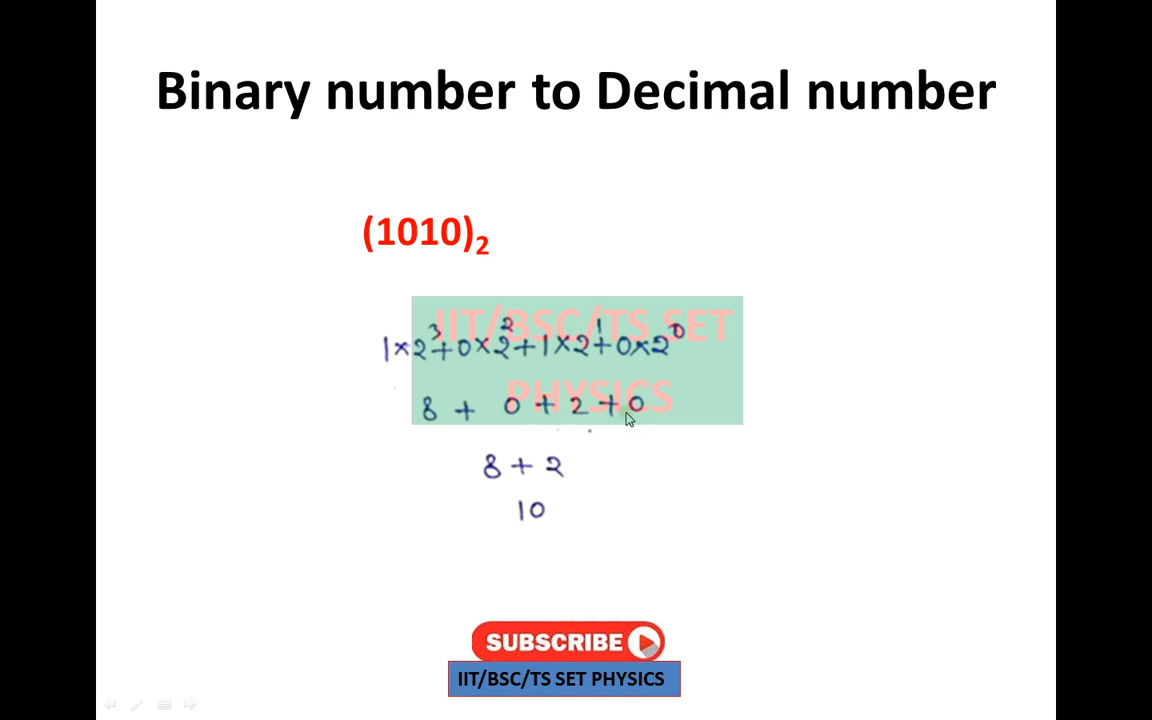 Binary number to Decimal number
(1010)₂
IIT/BSC/TS SET
PHYSICS
1×2³+0×2²+1×2¹+0×2⁰
8 + 0 + 2 + 0
8 + 2
10
SUBSCRIBE
IIT/BSC/TS SET PHYSICS